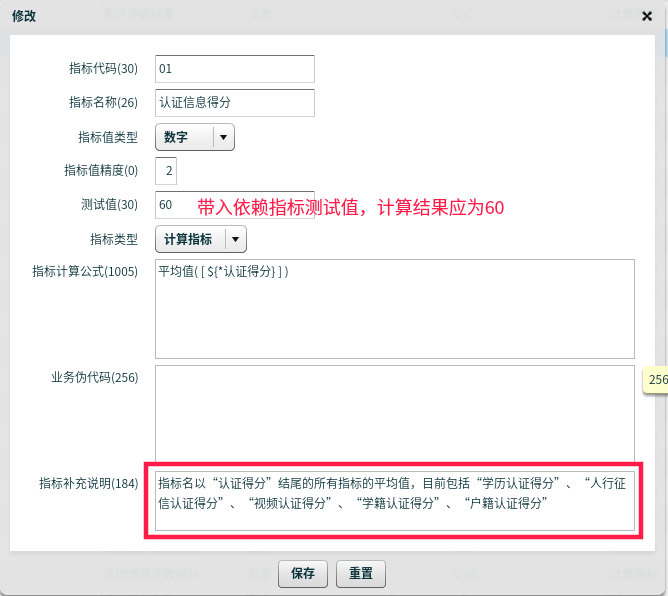 修改
指标代码(30) 01
指标名称(26) 认证信息得分
指标值类型 数字
指标值精度(0) 2
测试值(30) 60 带入依赖指标测试值，计算结果应为60
指标类型 计算指标
指标计算公式(1005) 平均值( [ ${*认证得分} ] )
业务伪代码(256)
256
指标补充说明(184) 指标名以“认证得分”结尾的所有指标的平均值，目前包括“学历认证得分”、“人行征
信认证得分”、“视频认证得分”、“学籍认证得分”、“户籍认证得分”
保存 重置